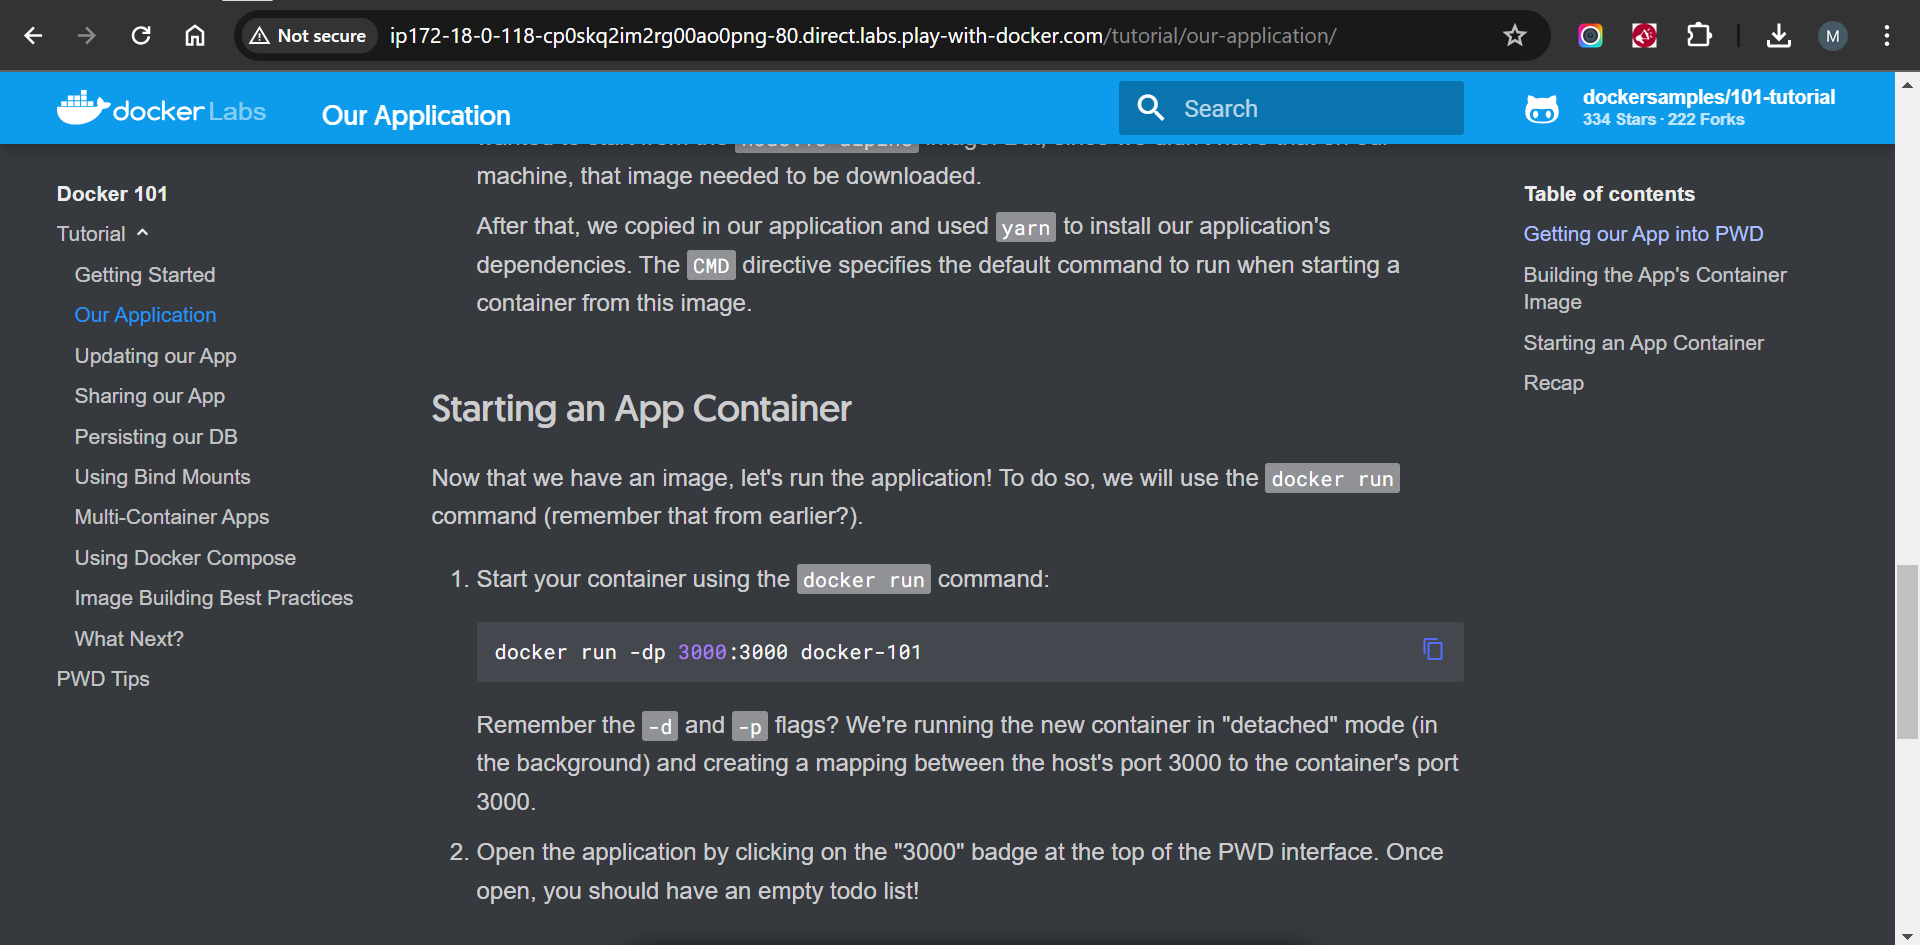 Not secure
ip172-18-0-118-cp0skq2im2rg00ao0png-80.direct.labs.play-with-docker.com/tutorial/our-application/
M
docker Labs
Our Application
Search
dockersamples/101-tutorial
334 Stars · 222 Forks
Docker 101
Tutorial
Getting Started
Our Application
Updating our App
Sharing our App
Persisting our DB
Using Bind Mounts
Multi-Container Apps
Using Docker Compose
Image Building Best Practices
What Next?
PWD Tips
machine, that image needed to be downloaded.
After that, we copied in our application and used yarn to install our application's
dependencies. The CMD directive specifies the default command to run when starting a
container from this image.
Starting an App Container
Now that we have an image, let's run the application! To do so, we will use the docker run
command (remember that from earlier?).
1. Start your container using the docker run command:
docker run -dp 3000:3000 docker-101
Remember the -d and -p flags? We're running the new container in "detached" mode (in
the background) and creating a mapping between the host's port 3000 to the container's port
3000.
2. Open the application by clicking on the "3000" badge at the top of the PWD interface. Once
open, you should have an empty todo list!
Table of contents
Getting our App into PWD
Building the App's Container
Image
Starting an App Container
Recap